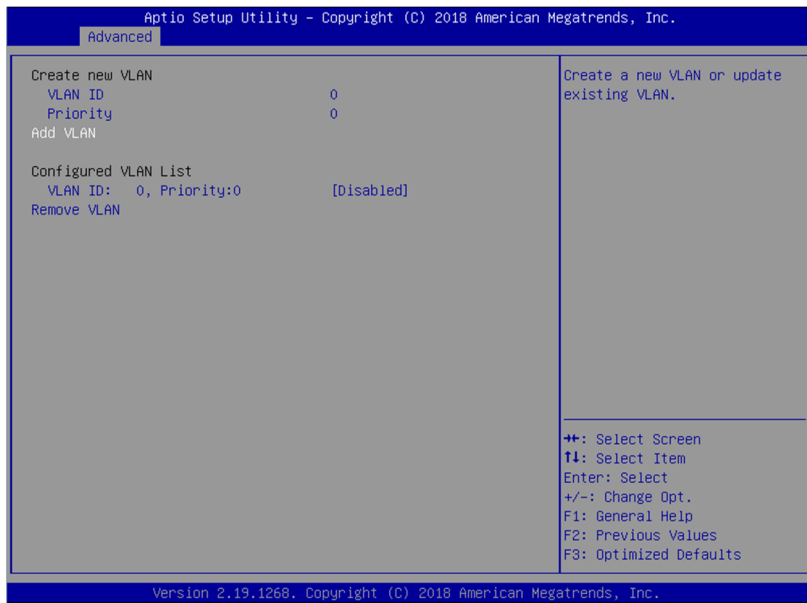 Aptio Setup Utility – Copyright (C) 2018 American Megatrends, Inc.
Advanced
Create new VLAN
VLAN ID 0
Priority 0
Add VLAN
Configured VLAN List
VLAN ID: 0, Priority:0 [Disabled]
Remove VLAN
Create a new VLAN or update
existing VLAN.
→←: Select Screen
↑↓: Select Item
Enter: Select
+/-: Change Opt.
F1: General Help
F2: Previous Values
F3: Optimized Defaults
Version 2.19.1268. Copyright (C) 2018 American Megatrends, Inc.